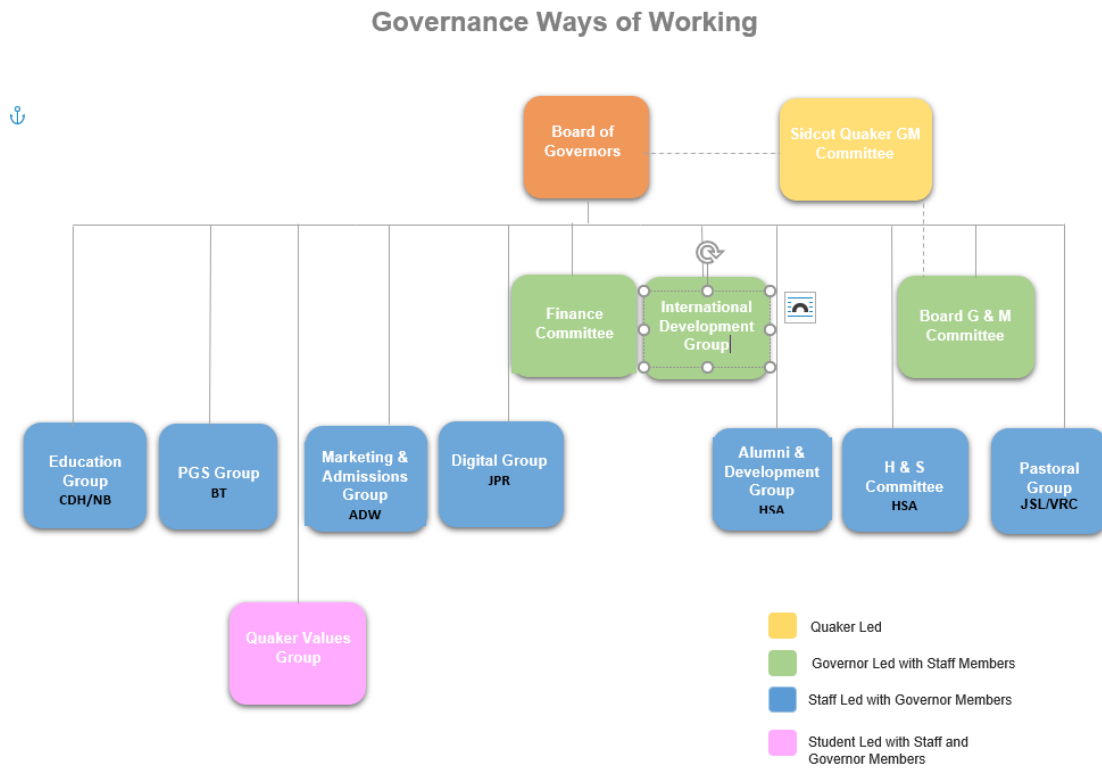 Governance Ways of Working
Board of
Governors
Sidcot Quaker GM
Committee
Finance
Committee
International
Development
Group
Board G & M
Committee
Education
Group
CDH/NB
PGS Group
BT
Marketing &
Admissions
Group
ADW
Digital Group
JPR
Alumni &
Development
Group
HSA
H & S
Committee
HSA
Pastoral
Group
JSL/VRC
Quaker Values
Group
Quaker Led
Governor Led with Staff Members
Staff Led with Governor Members
Student Led with Staff and
Governor Members